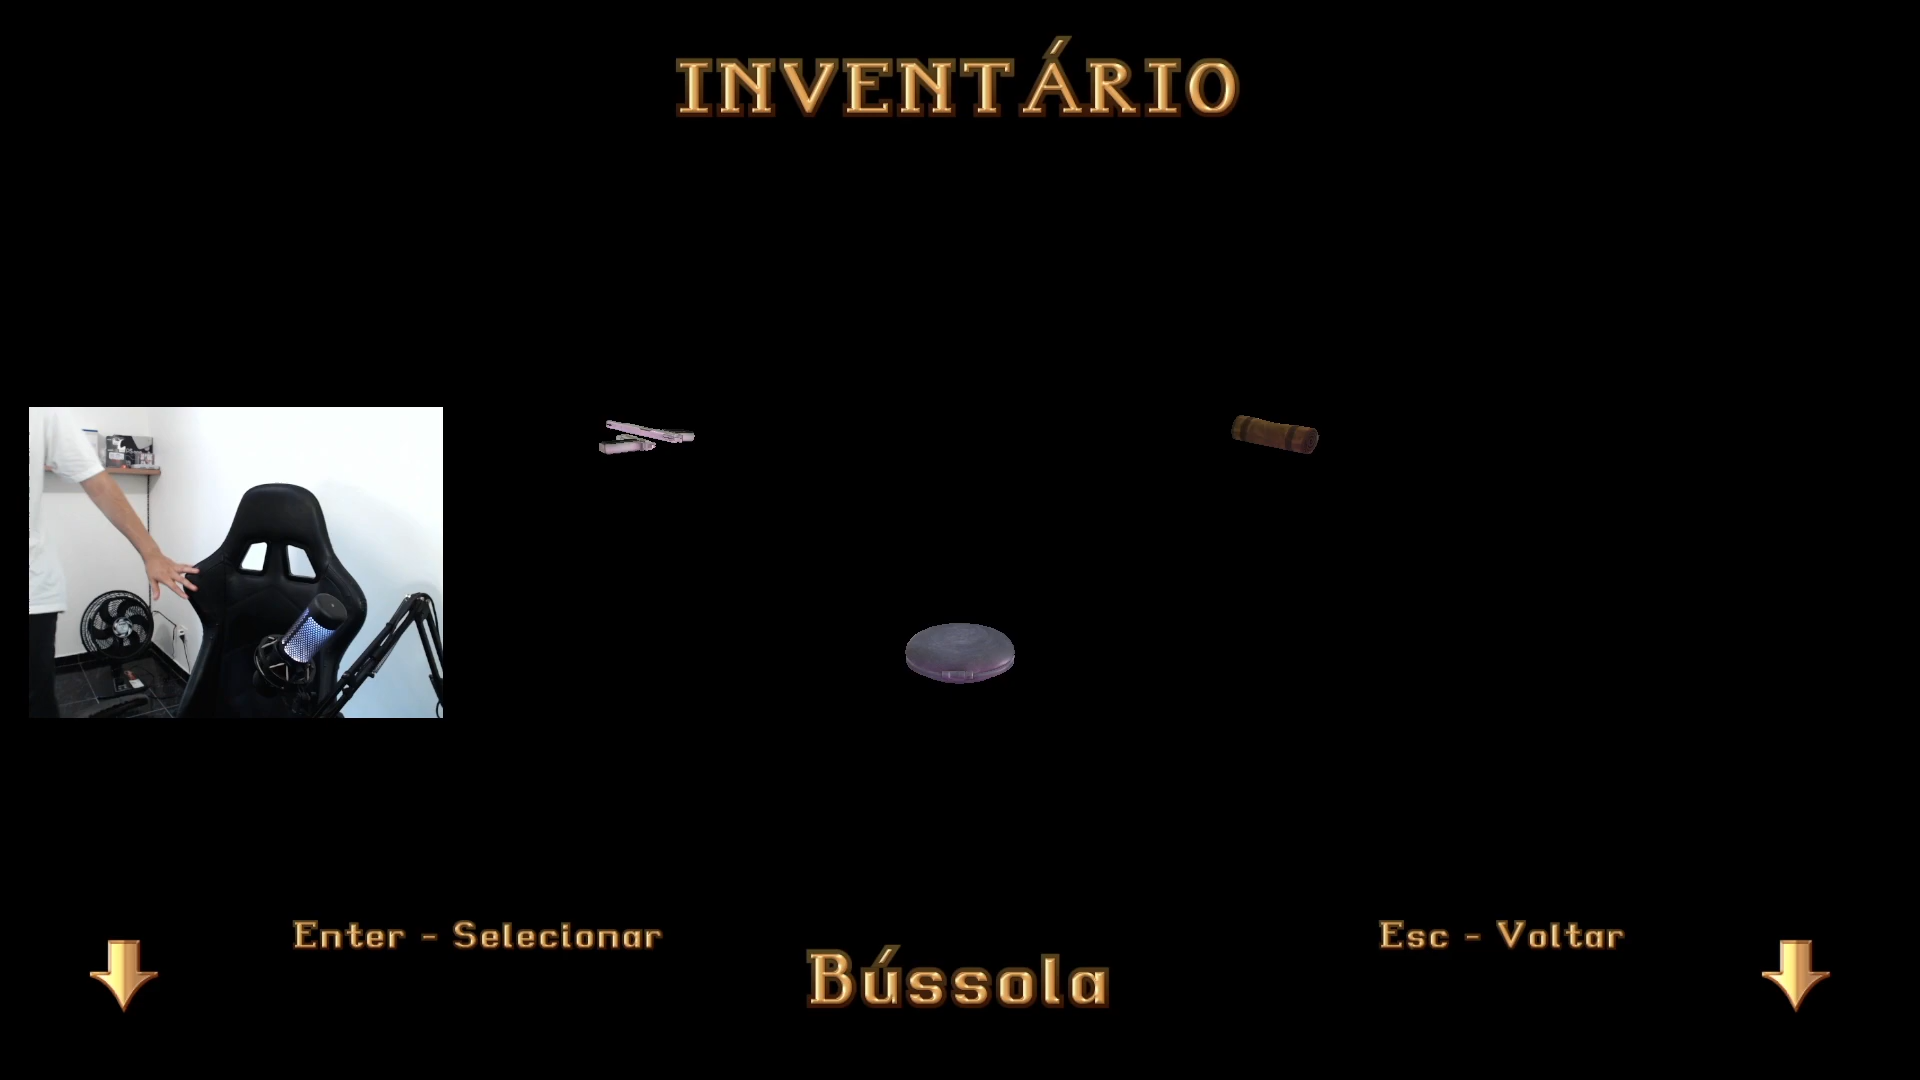 INVENTÁRIO
Enter - Selecionar
Esc - Voltar
Bússola